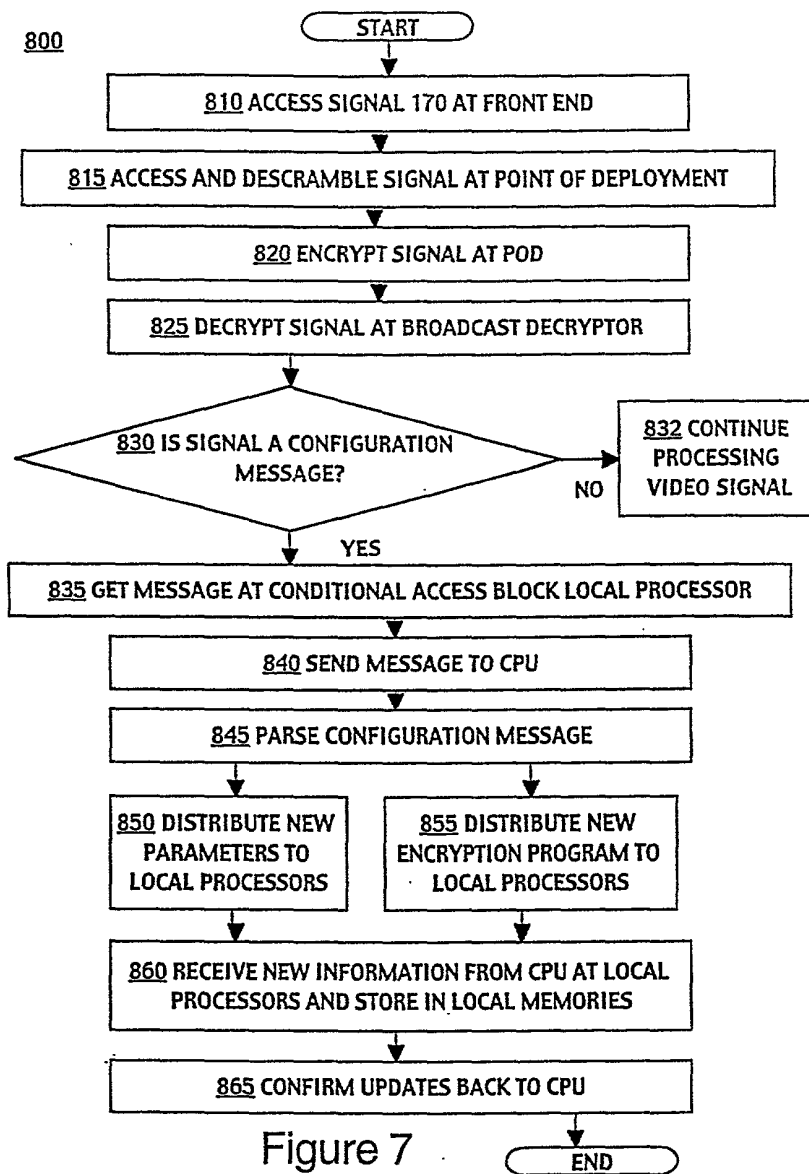 800
START
810 ACCESS SIGNAL 170 AT FRONT END
815 ACCESS AND DESCRAMBLE SIGNAL AT POINT OF DEPLOYMENT
820 ENCRYPT SIGNAL AT POD
825 DECRYPT SIGNAL AT BROADCAST DECRYPTOR
830 IS SIGNAL A CONFIGURATION
MESSAGE?
NO
832 CONTINUE
PROCESSING
VIDEO SIGNAL
YES
835 GET MESSAGE AT CONDITIONAL ACCESS BLOCK LOCAL PROCESSOR
840 SEND MESSAGE TO CPU
845 PARSE CONFIGURATION MESSAGE
850 DISTRIBUTE NEW
PARAMETERS TO
LOCAL PROCESSORS
855 DISTRIBUTE NEW
ENCRYPTION PROGRAM TO
LOCAL PROCESSORS
860 RECEIVE NEW INFORMATION FROM CPU AT LOCAL
PROCESSORS AND STORE IN LOCAL MEMORIES
865 CONFIRM UPDATES BACK TO CPU
Figure 7
END